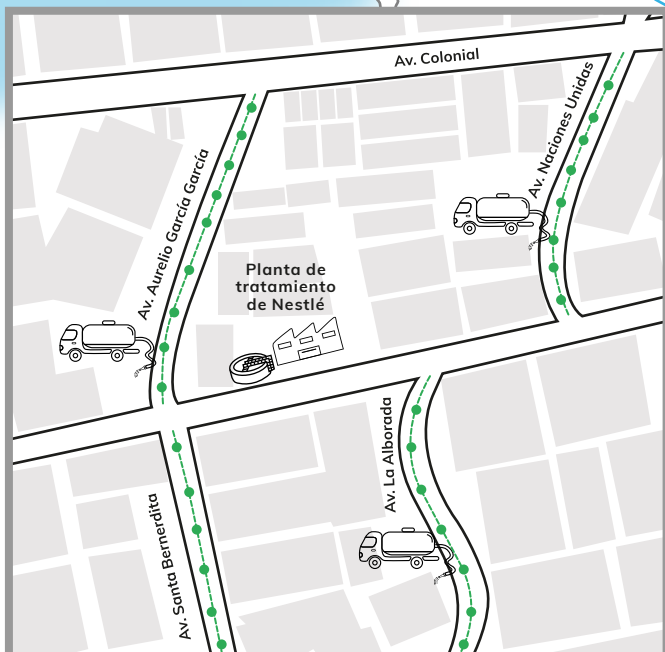 Av. Colonial
Av. Naciones Unidas
Av. Aurelio García García
Planta de
tratamiento
de Nestlé
Av. La Alborada
Av. Santa Bernerdita